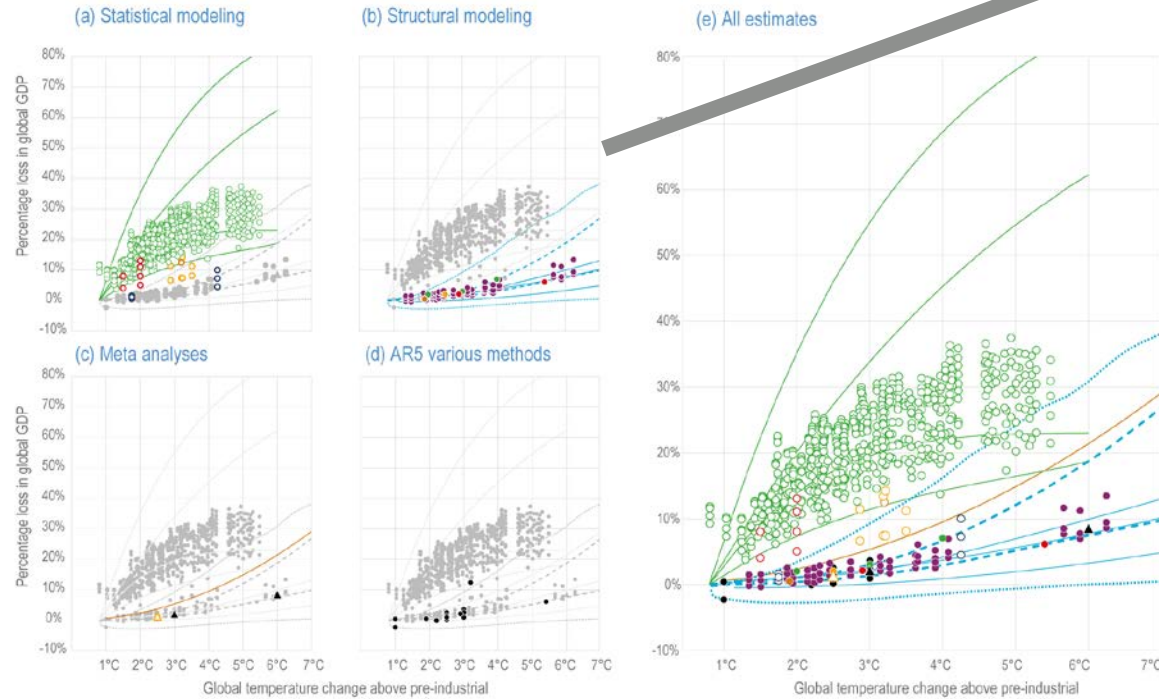 (a) Statistical modeling
(b) Structural modeling
(e) All estimates
Percentage loss in global GDP
80%
70%
60%
50%
40%
30%
20%
10%
0%
-10%
(c) Meta analyses
(d) AR5 various methods
Percentage loss in global GDP
80%
70%
60%
50%
40%
30%
20%
10%
0%
-10%
1°C 2°C 3°C 4°C 5°C 6°C 7°C
1°C 2°C 3°C 4°C 5°C 6°C 7°C
Global temperature change above pre-industrial
80%
60%
50%
40%
30%
20%
10%
0%
-10%
1°C 2°C 3°C 4°C 5°C 6°C 7°C
Global temperature change above pre-industrial